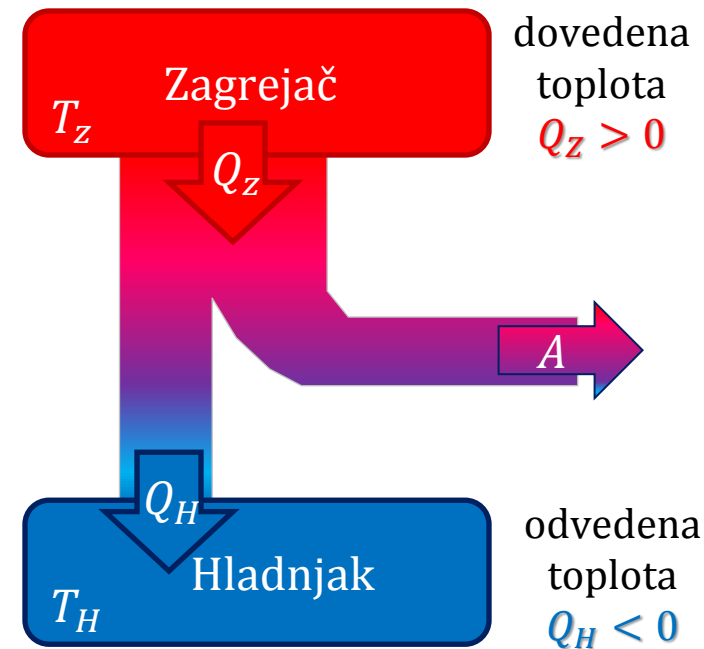 Zagrejač
T_z
Q_z
dovedena
toplota
Q_Z > 0
A
Q_H
Hladnjak
T_H
odvedena
toplota
Q_H < 0